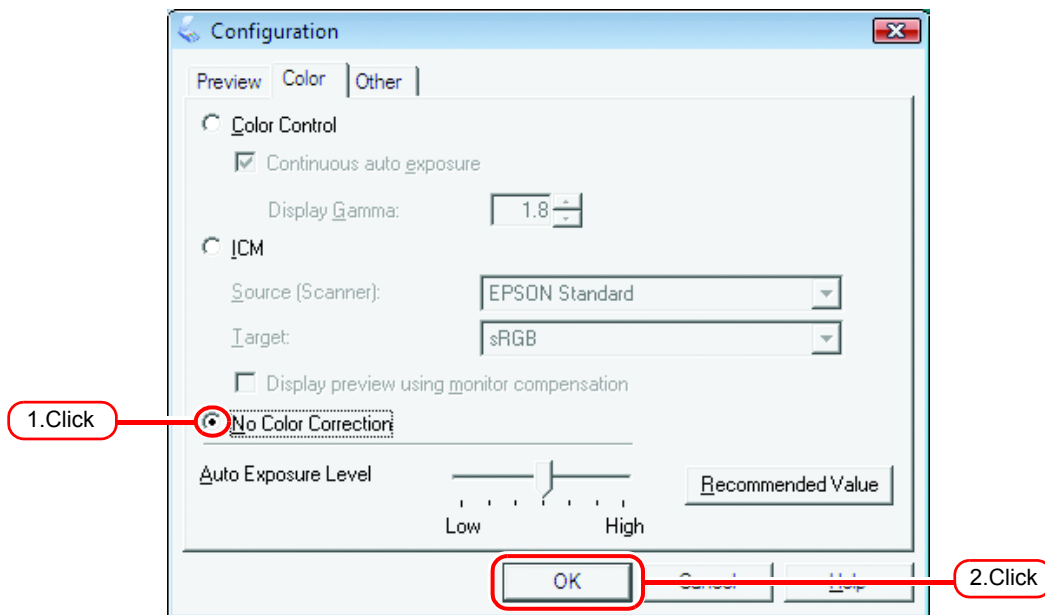 Configuration
Preview Color Other
Color Control
Continuous auto exposure
Display Gamma: 1.8
ICM
Source (Scanner): EPSON Standard
Target: sRGB
Display preview using monitor compensation
1.Click
No Color Correction
Auto Exposure Level
Recommended Value
Low High
OK Cancel Help
2.Click